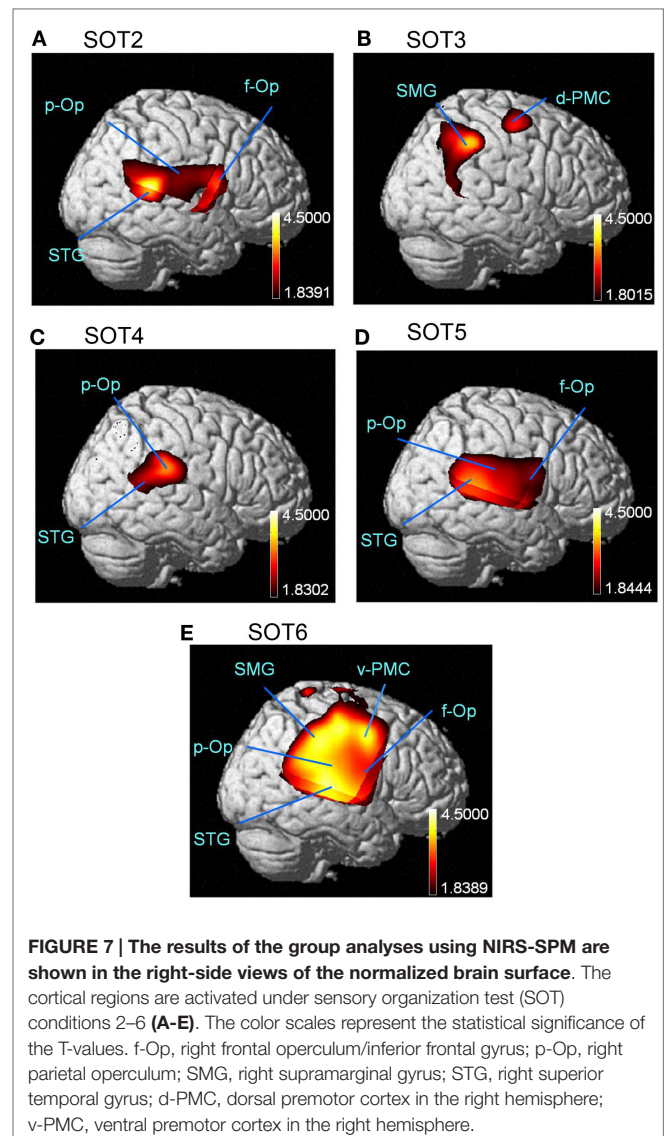 A SOT2
p-Op
f-Op
STG
4.5000
1.8391
B SOT3
SMG
d-PMC
4.5000
1.8015
C SOT4
p-Op
STG
4.5000
1.8302
D SOT5
f-Op
p-Op
STG
4.5000
1.8444
E SOT6
SMG
v-PMC
f-Op
p-Op
STG
4.5000
1.8389
FIGURE 7 | The results of the group analyses using NIRS-SPM are
shown in the right-side views of the normalized brain surface. The
cortical regions are activated under sensory organization test (SOT)
conditions 2–6 (A-E). The color scales represent the statistical significance of
the T-values. f-Op, right frontal operculum/inferior frontal gyrus; p-Op, right
parietal operculum; SMG, right supramarginal gyrus; STG, right superior
temporal gyrus; d-PMC, dorsal premotor cortex in the right hemisphere;
v-PMC, ventral premotor cortex in the right hemisphere.